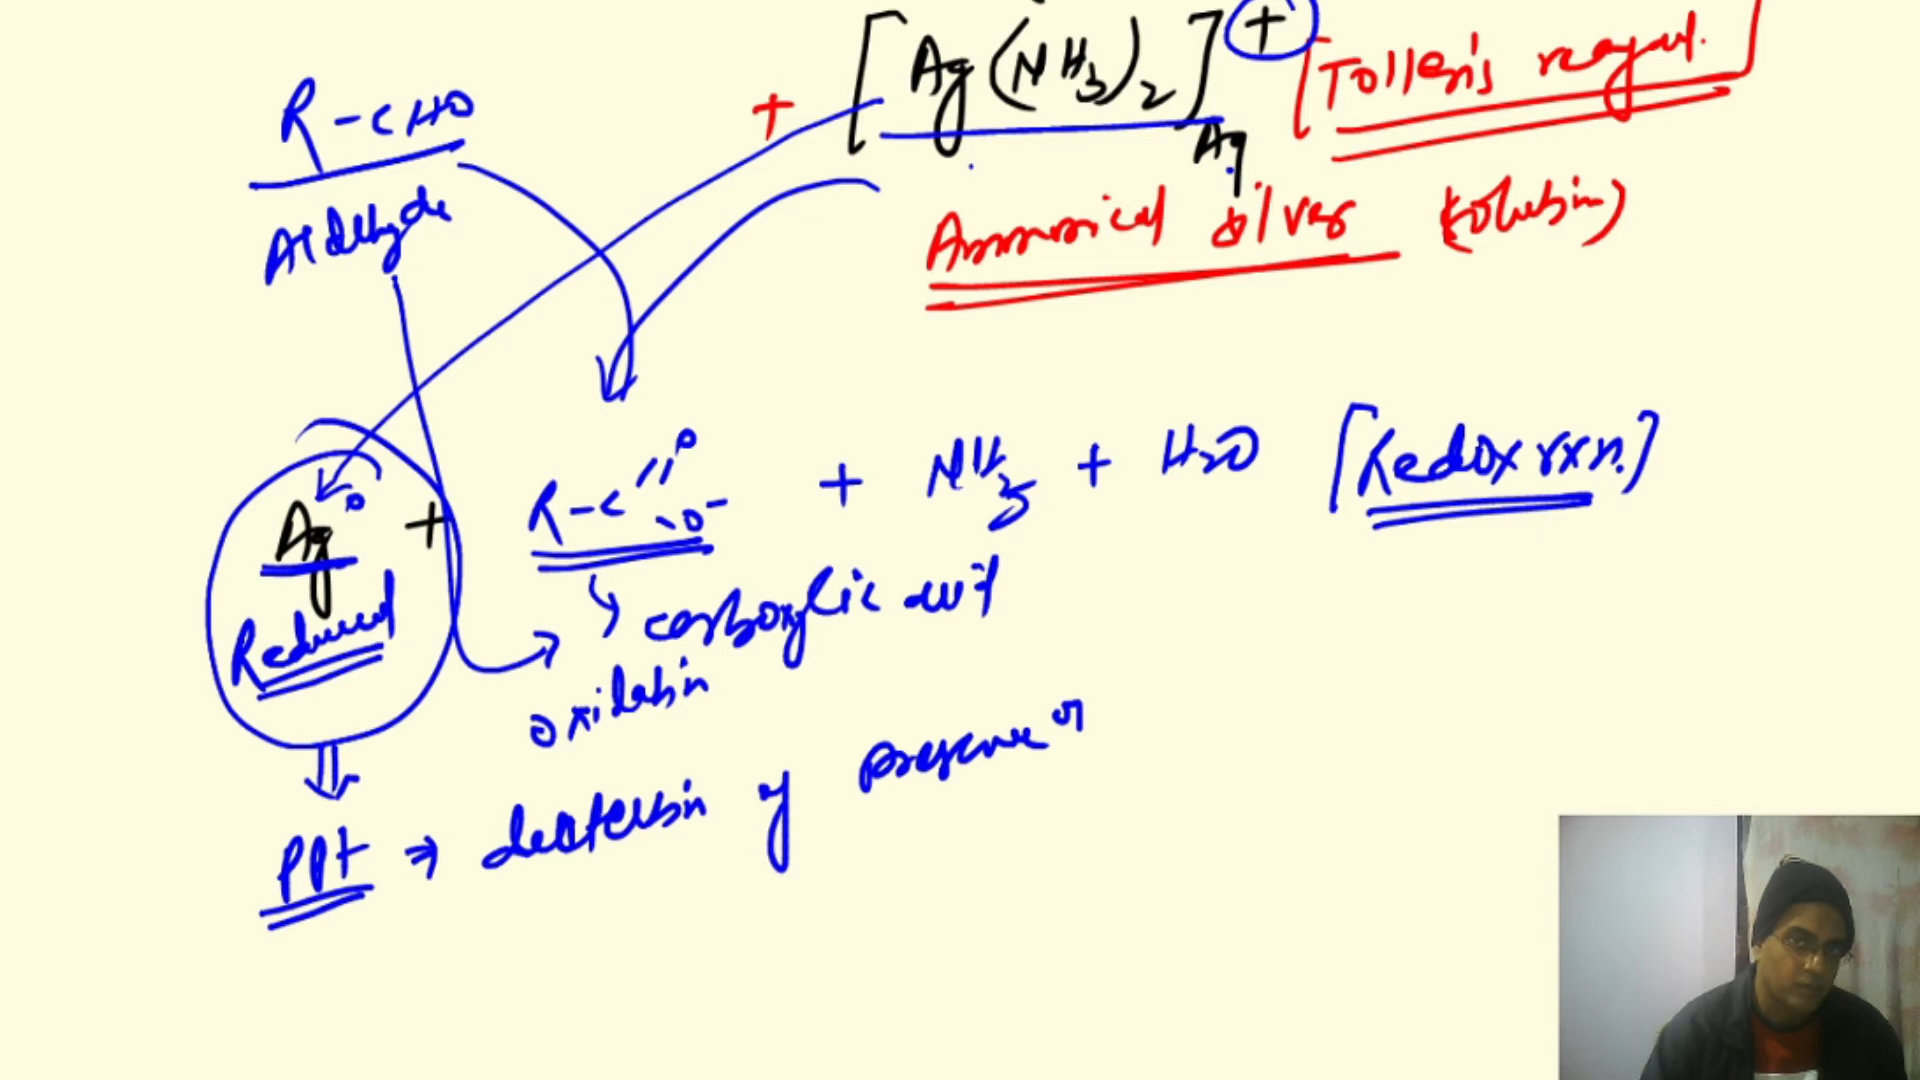 R-CHO + [Ag(NH3)2]+ [Tollen's reagent]
Ag
Aldehyde
Ammonical silver (solution)
Ag° + R-C=O-O- + NH3 + H2O [Redox rxn.]
Reduced
carboxylic acid
oxidation
PPt ⇒ detection of presence of